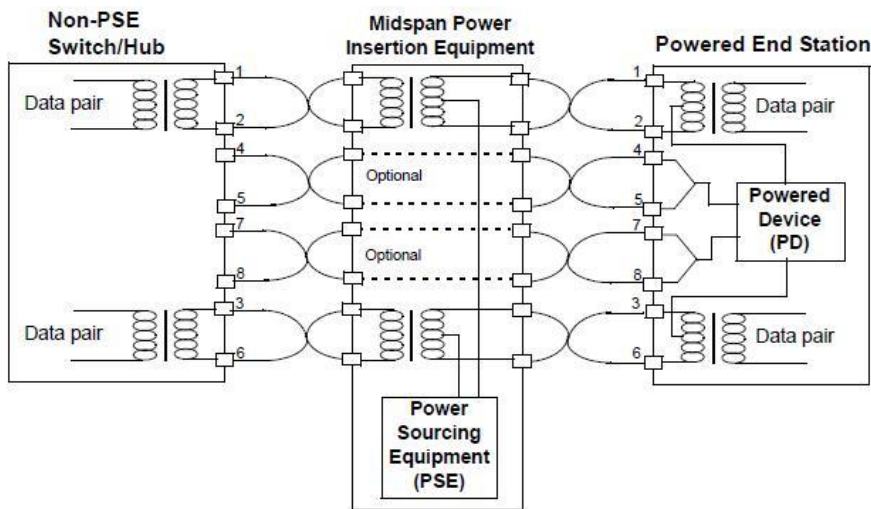 Non-PSE
Switch/Hub
Midspan Power
Insertion Equipment
Powered End Station
1
1
Data pair
Data pair
2
2
4
4
Optional
5
5
Powered
Device
(PD)
7
7
Optional
8
8
3
3
Data pair
Data pair
6
6
Power
Sourcing
Equipment
(PSE)